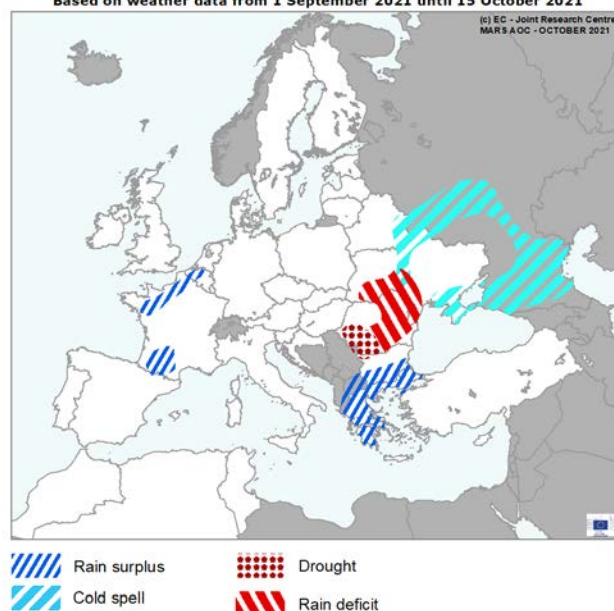 Based on weather data from 1 September 2021 until 15 October 2021
(c) EC - Joint Research Centre
MARS AOC - OCTOBER 2021
Rain surplus
Drought
Cold spell
Rain deficit